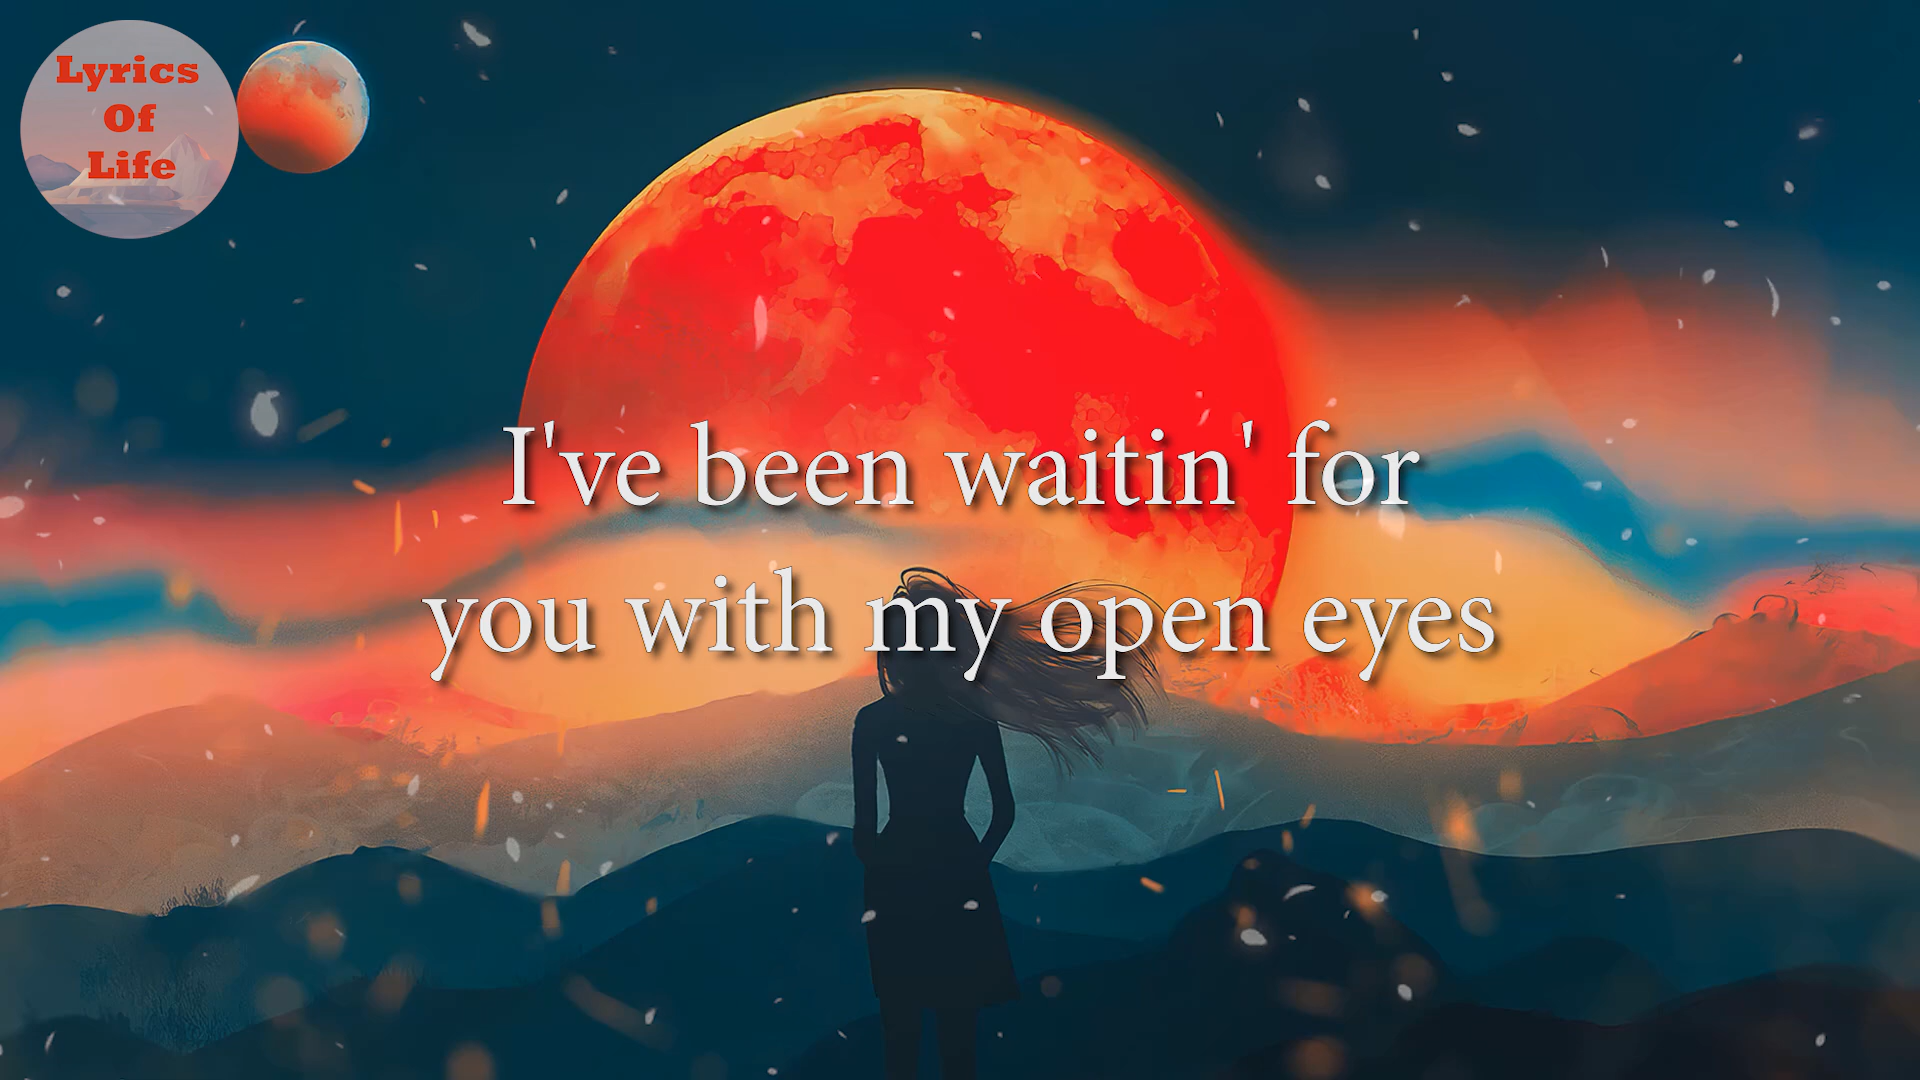 Lyrics
Of
Life
I've been waitin' for
you with my open eyes